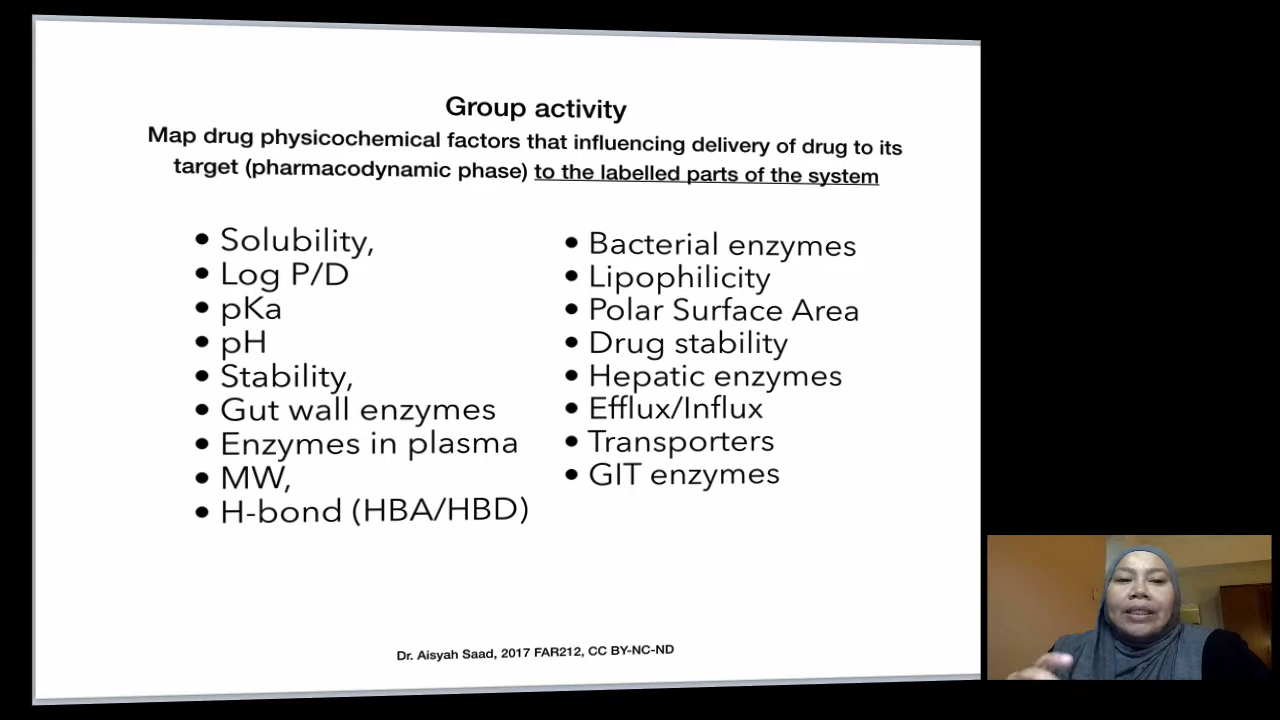 Group activity
Map drug physicochemical factors that influencing delivery of drug to its
target (pharmacodynamic phase) to the labelled parts of the system
• Solubility,
• Log P/D
• pKa
• pH
• Stability,
• Gut wall enzymes
• Enzymes in plasma
• MW,
• H-bond (HBA/HBD)
• Bacterial enzymes
• Lipophilicity
• Polar Surface Area
• Drug stability
• Hepatic enzymes
• Efflux/Influx
• Transporters
• GIT enzymes
Dr. Aisyah Saad, 2017 FAR212, CC BY-NC-ND